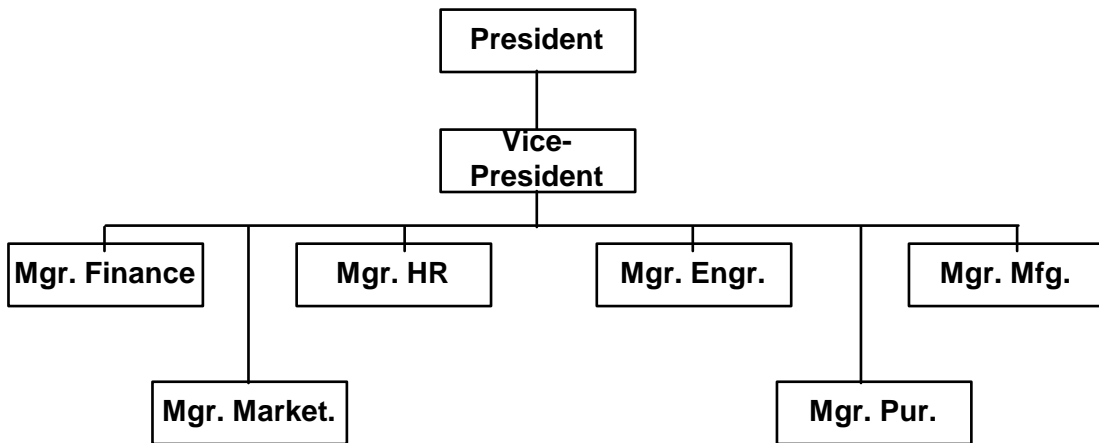 President
Vice-
President
Mgr. Finance
Mgr. HR
Mgr. Engr.
Mgr. Mfg.
Mgr. Market.
Mgr. Pur.